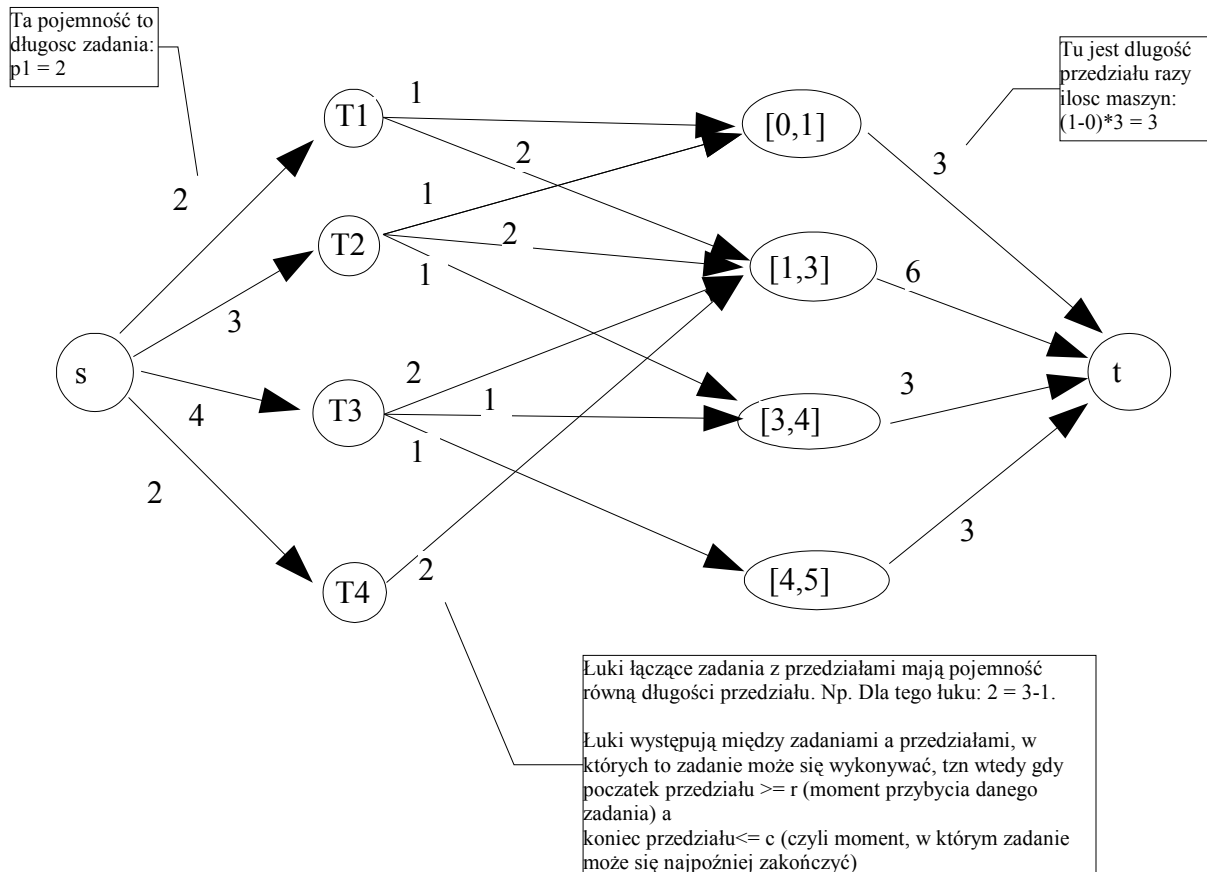 Ta pojemność to
długosc zadania:
p1 = 2
Tu jest dlugość
przedziału razy
ilosc maszyn:
(1-0)*3 = 3
T1
1
[0,1]
2
3
2
1
T2
2
[1,3]
6
1
3
s
2
3
t
4
T3
1
[3,4]
1
2
3
[4,5]
T4
2
Łuki łączące zadania z przedziałami mają pojemność
równą długości przedziału. Np. Dla tego łuku: 2 = 3-1.
Łuki występują między zadaniami a przedziałami, w
których to zadanie może się wykonywać, tzn wtedy gdy
poczatek przedziału >= r (moment przybycia danego
zadania) a
koniec przedziału<= c (czyli moment, w którym zadanie
może się najpoźniej zakończyć)